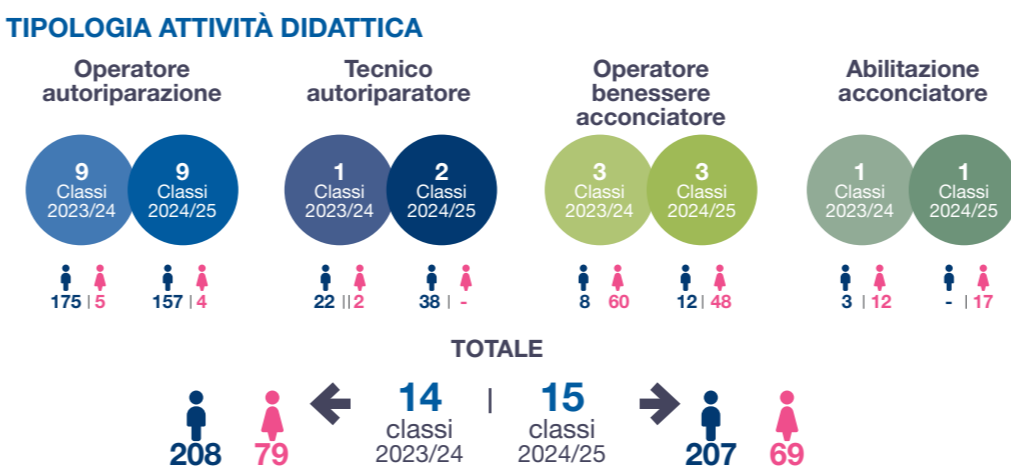 TIPOLOGIA ATTIVITÀ DIDATTICA
Operatore
autoriparazione
9
Classi
2023/24
9
Classi
2024/25
175 | 5
157 | 4
Tecnico
autoriparatore
1
Classi
2023/24
2
Classi
2024/25
22 || 2
38 | -
Operatore
benessere
acconciatore
3
Classi
2023/24
3
Classi
2024/25
8 | 60
12 | 48
Abilitazione
acconciatore
1
Classi
2023/24
1
Classi
2024/25
3 | 12
- | 17
TOTALE
208 79
14 | 15
classi classi
2023/24 2024/25
207 69